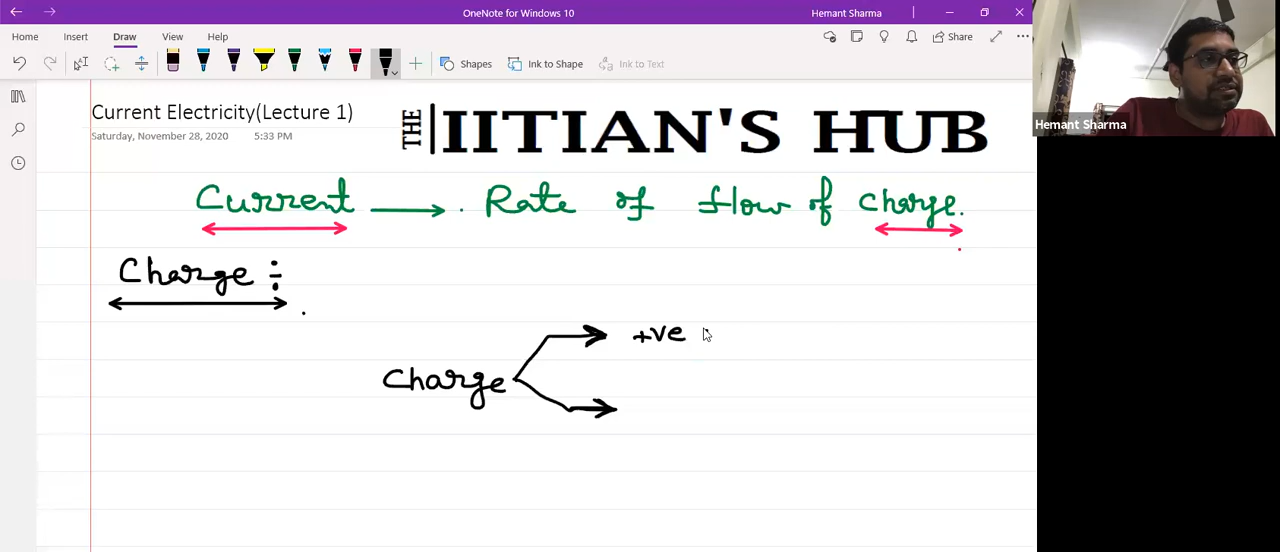 OneNote for Windows 10
Hemant Sharma
Home Insert Draw View Help
Share
Shapes Ink to Shape Ink to Text
Current Electricity(Lecture 1)
Saturday, November 28, 2020 5:33 PM
THE IITIAN'S HUB
Hemant Sharma
Current → Rate of flow of charge.
Charge ÷
+ve
Charge